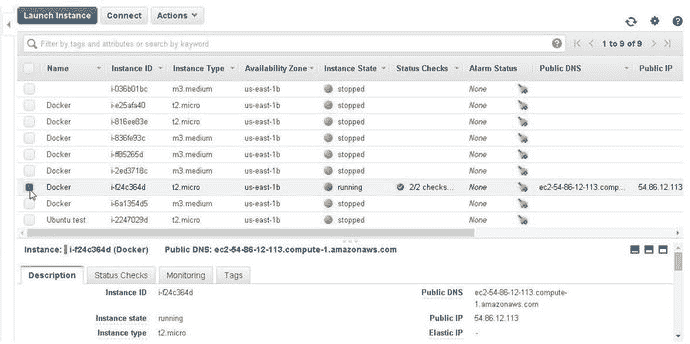 Launch Instance Connect Actions
Filter by tags and attributes or search by keyword 1 to 9 of 9
Name Instance ID Instance Type Availability Zone Instance State Status Checks Alarm Status Public DNS Public IP
i-036b01bc m3.medium us-east-1b stopped None
Docker i-e25afa40 t2.micro us-east-1b stopped None
Docker i-816ee83e t2.micro us-east-1b stopped None
Docker i-836fe93c m3.medium us-east-1b stopped None
Docker i-ff85265d m3.medium us-east-1b stopped None
Docker i-2ed3718c m3.medium us-east-1b stopped None
Docker i-f24c364d t2.micro us-east-1b running 2/2 checks... None ec2-54-86-12-113.comp... 54.86.12.113
Docker i-6a1354d5 m3.medium us-east-1b stopped None
Ubuntu test i-2247029d t2.micro us-east-1b stopped None
Instance: i-f24c364d (Docker) Public DNS: ec2-54-86-12-113.compute-1.amazonaws.com
Description Status Checks Monitoring Tags
Instance ID i-f24c364d Public DNS ec2-54-86-12-113.compute-
1.amazonaws.com
Instance state running Public IP 54.86.12.113
Instance type t2.micro Elastic IP -